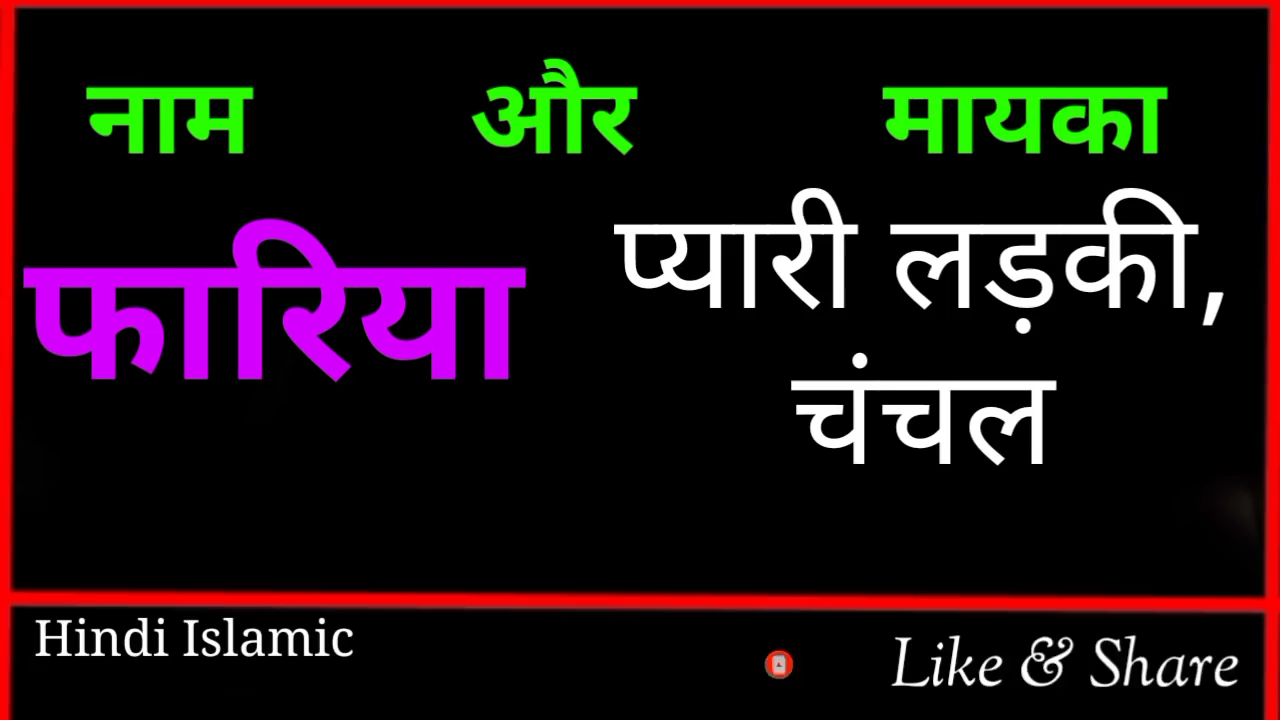 नाम और मायका
फारिया
प्यारी लड़की,
चंचल
Hindi Islamic
Like & Share